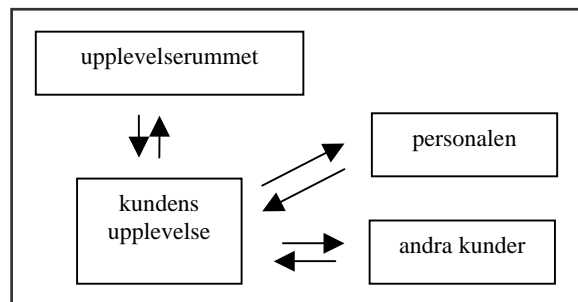 upplevelserummet
personalen
kundens
upplevelse
andra kunder